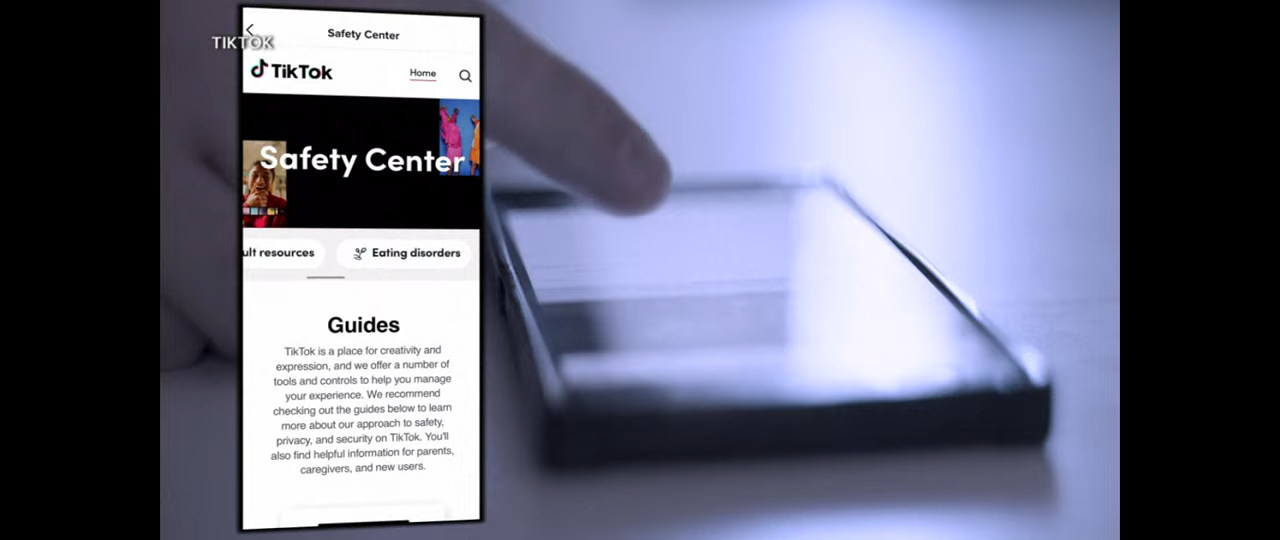 TIKTOK
Safety Center
TikTok
Home
Safety Center
ult resources
Eating disorders
Guides
TikTok is a place for creativity and
expression, and we offer a number of
tools and controls to help you manage
your experience. We recommend
checking out the guides below to learn
more about our approach to safety,
privacy, and security on TikTok. You'll
also find helpful information for parents,
caregivers, and new users.